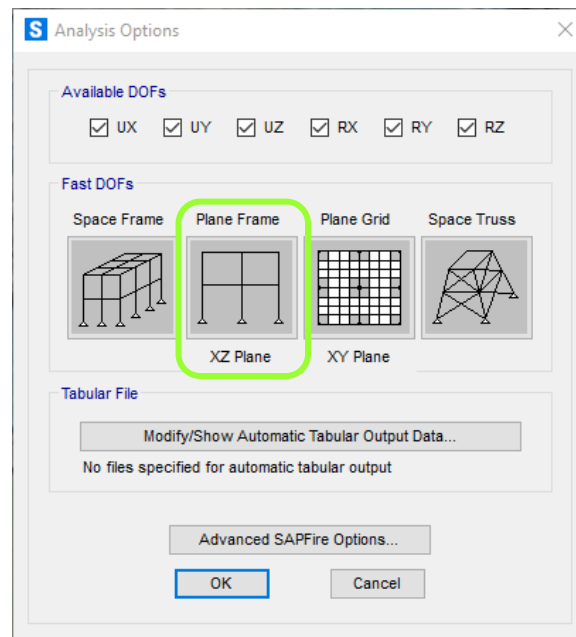 S Analysis Options
Available DOFs
UX UY UZ RX RY RZ
Fast DOFs
Space Frame Plane Frame Plane Grid Space Truss
XZ Plane XY Plane
Tabular File
Modify/Show Automatic Tabular Output Data...
No files specified for automatic tabular output
Advanced SAPFire Options...
OK Cancel